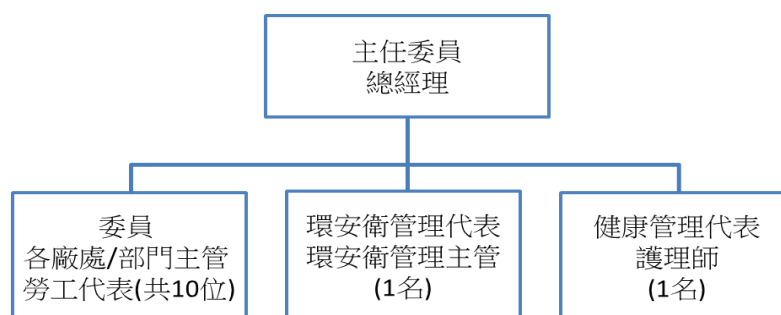 主任委員
總經理
委員
各廠處/部門主管
勞工代表(共10位)
環安衛管理代表
環安衛管理主管
(1名)
健康管理代表
護理師
(1名)